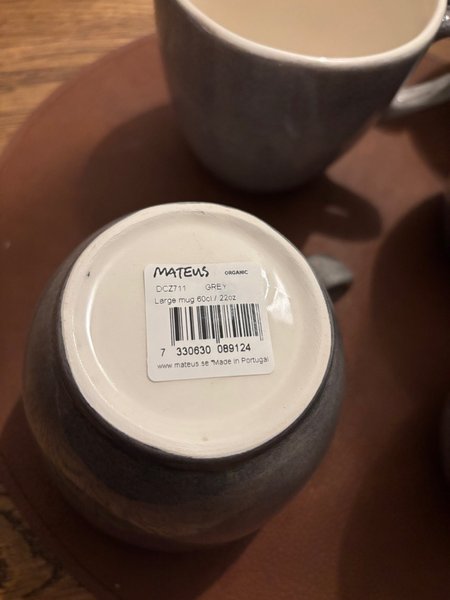 MATEUS ORGANIC
DCZ711 GREY
Large mug 60cl / 22oz
7 330630 089124
www.mateus.se *Made in Portugal